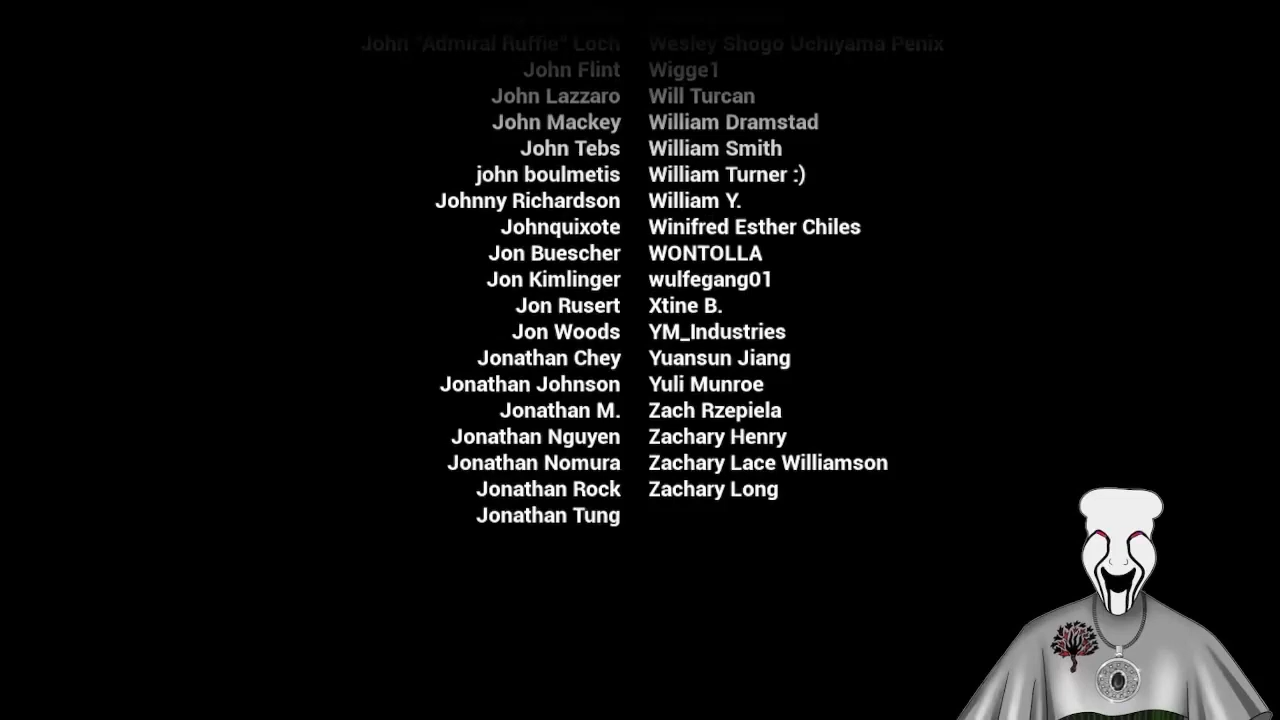 John "Admiral Ruffie" Loch
John Flint
John Lazzaro
John Mackey
John Tebs
john boulmetis
Johnny Richardson
Johnquixote
Jon Buescher
Jon Kimlinger
Jon Rusert
Jon Woods
Jonathan Chey
Jonathan Johnson
Jonathan M.
Jonathan Nguyen
Jonathan Nomura
Jonathan Rock
Jonathan Tung
Wesley Shogo Uchiyama Penix
Wigge1
Will Turcan
William Dramstad
William Smith
William Turner :)
William Y.
Winifred Esther Chiles
WONTOLLA
wulfegang01
Xtine B.
YM_Industries
Yuansun Jiang
Yuli Munroe
Zach Rzepiela
Zachary Henry
Zachary Lace Williamson
Zachary Long